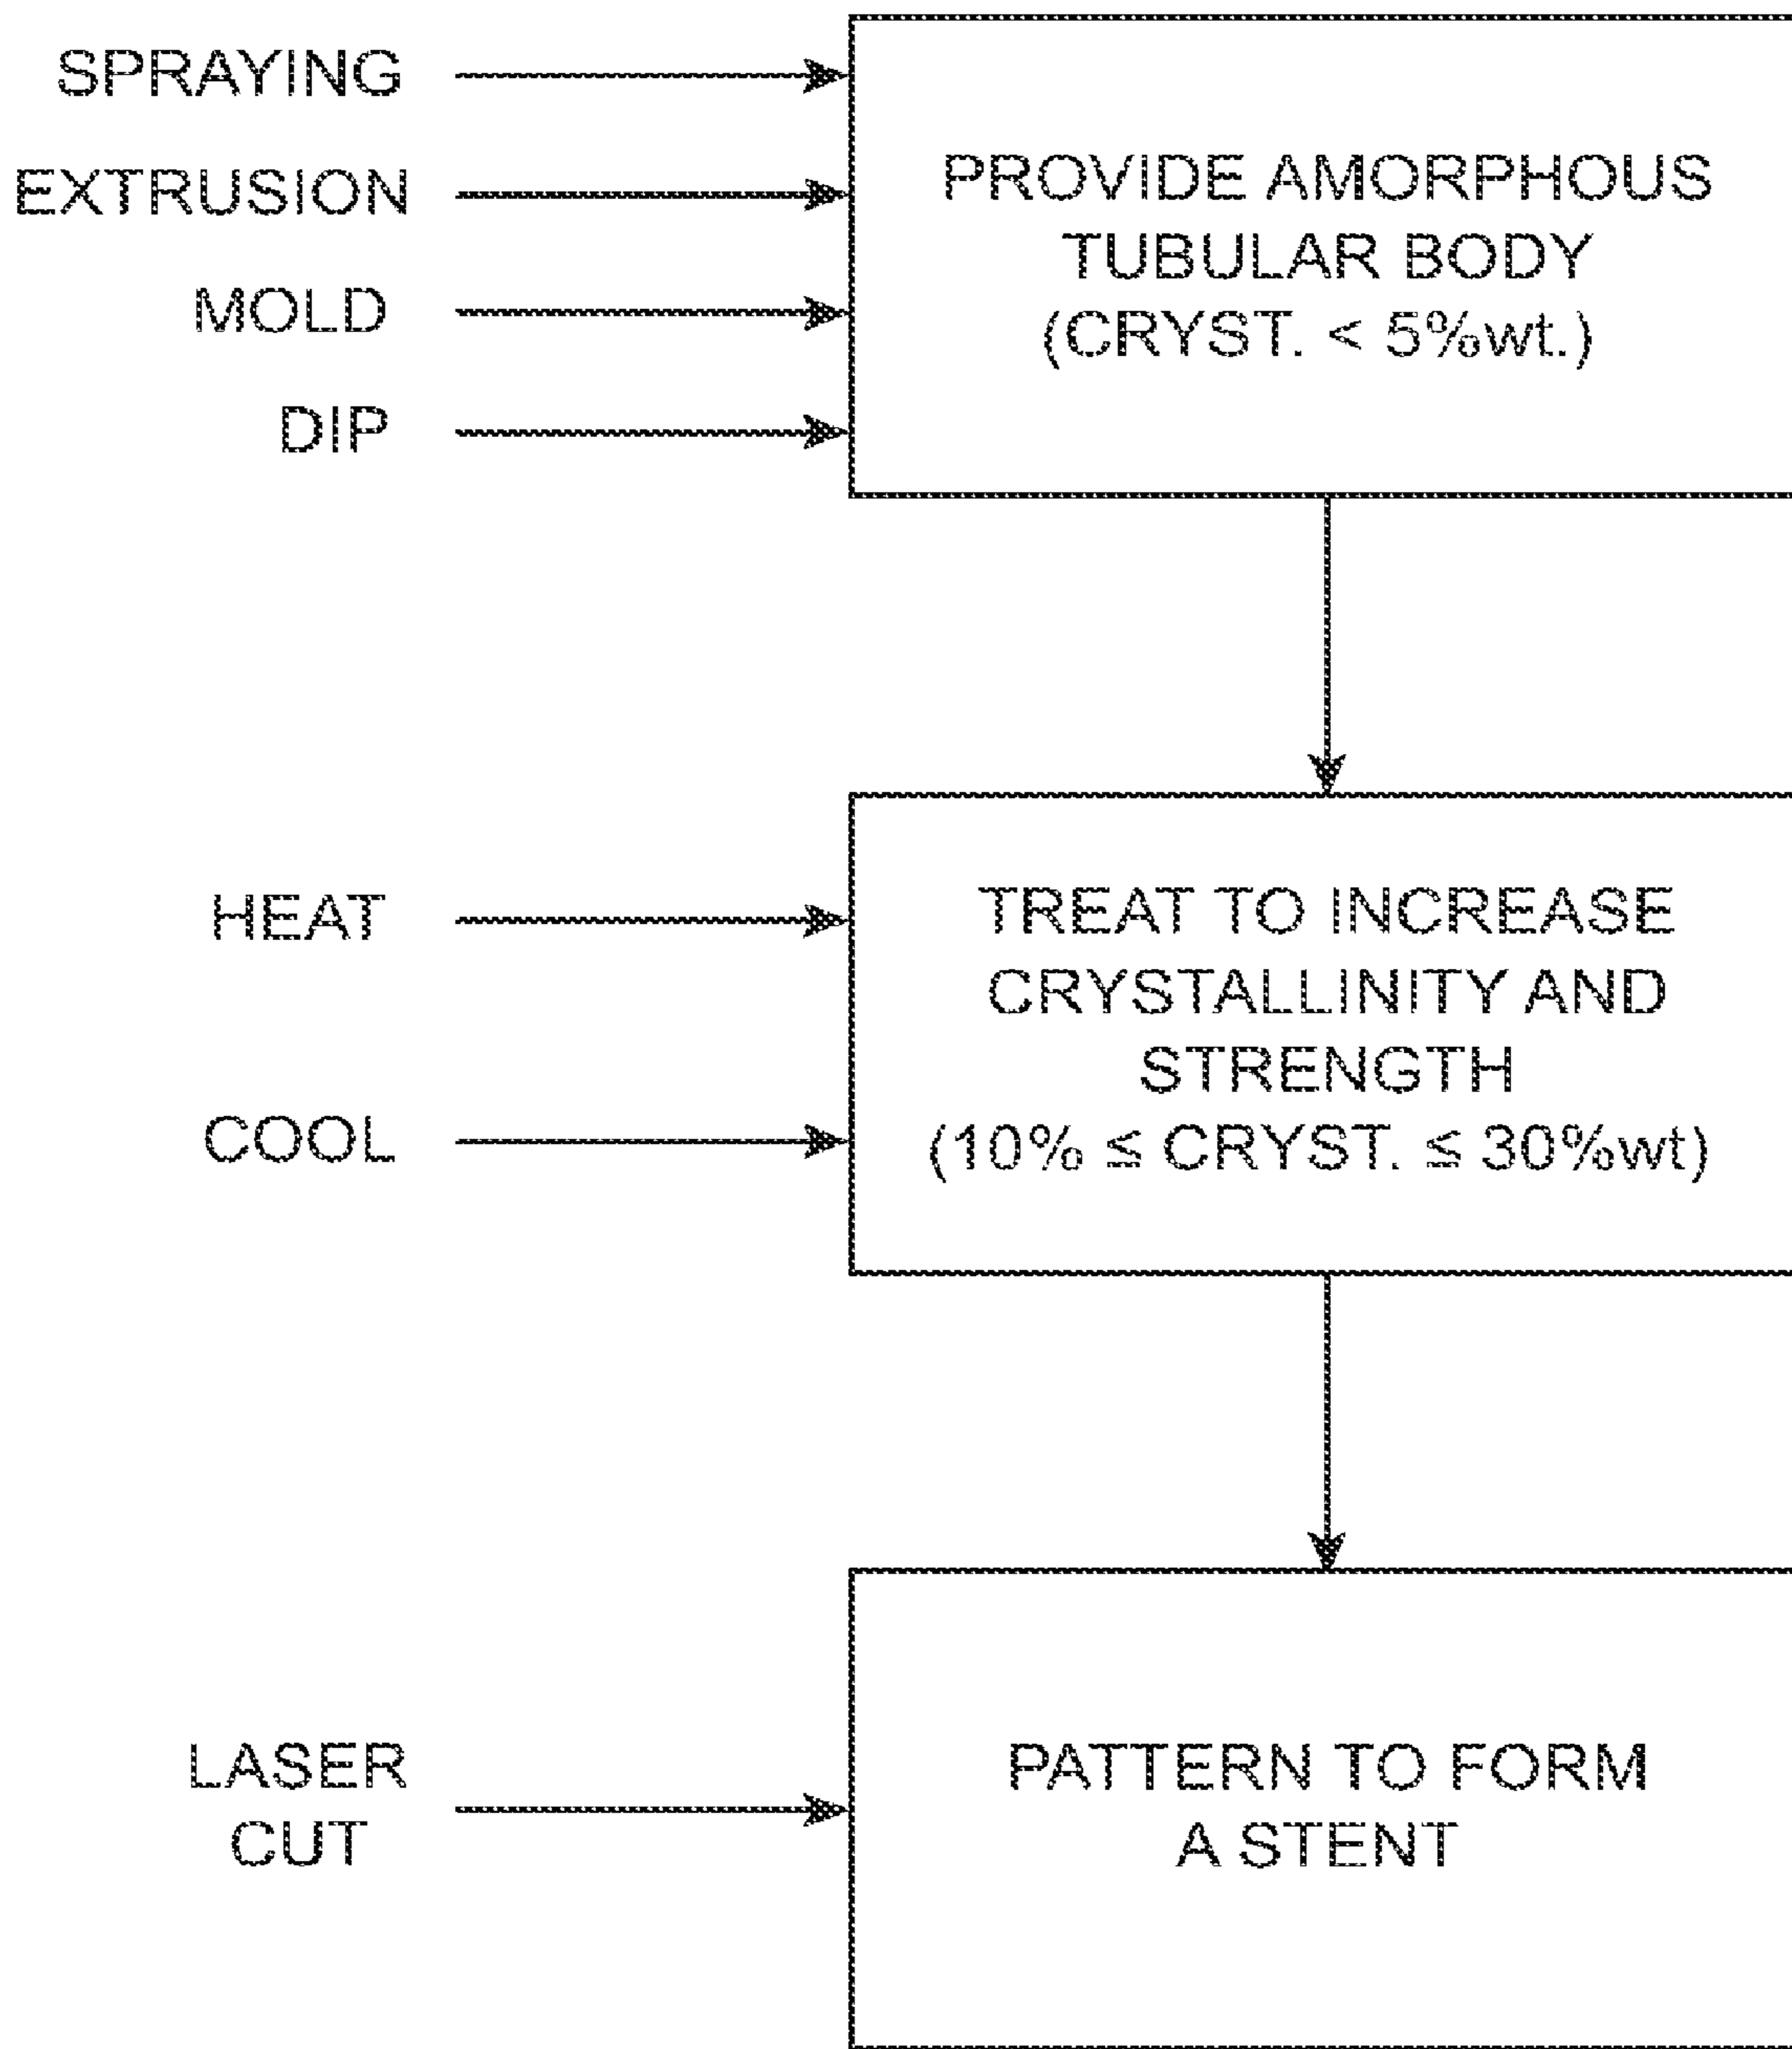 SPRAYING
EXTRUSION
MOLD
DIP
PROVIDE AMORPHOUS
TUBULAR BODY
(CRYST. < 5%wt.)
HEAT
COOL
TREAT TO INCREASE
CRYSTALLINITY AND
STRENGTH
(10% ≤ CRYST. ≤ 30%wt)
LASER
CUT
PATTERN TO FORM
A STENT